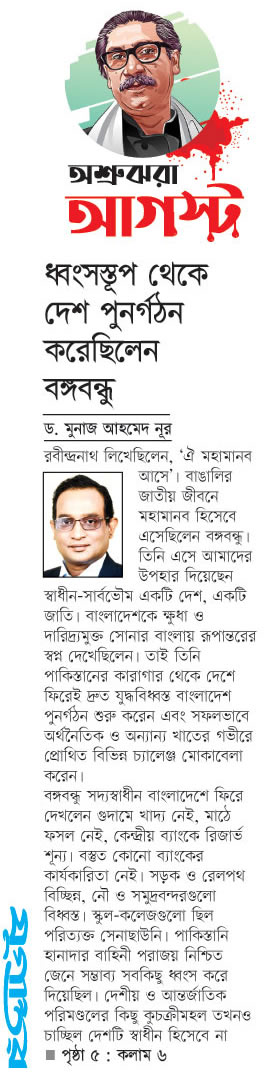 অশ্রুঝরা
আগস্ট
ধ্বংসস্তূপ থেকে
দেশ পুনর্গঠন
করেছিলেন
বঙ্গবন্ধু
ড. মুনাজ আহমেদ নূর
রবীন্দ্রনাথ লিখেছিলেন, ‘ঐ মহামানব
আসে’। বাঙালির
জাতীয় জীবনে
মহামানব হিসেবে
এসেছিলেন বঙ্গবন্ধু।
তিনি এসে আমাদের
উপহার দিয়েছেন
স্বাধীন-সার্বভৌম একটি দেশ, একটি
জাতি। বাংলাদেশকে ক্ষুধা ও
দারিদ্র্যমুক্ত সোনার বাংলায় রূপান্তরের
স্বপ্ন দেখেছিলেন। তাই তিনি
পাকিস্তানের কারাগার থেকে দেশে
ফিরেই দ্রুত যুদ্ধবিধ্বস্ত বাংলাদেশ
পুনর্গঠন শুরু করেন এবং সফলভাবে
অর্থনৈতিক ও অন্যান্য খাতের গভীরে
প্রোথিত বিভিন্ন চ্যালেঞ্জ মোকাবেলা
করেন।
বঙ্গবন্ধু সদ্যস্বাধীন বাংলাদেশে ফিরে
দেখলেন গুদামে খাদ্য নেই, মাঠে
ফসল নেই, কেন্দ্রীয় ব্যাংকে রিজার্ভ
শূন্য। বস্তুত কোনো ব্যাংকের
কার্যকারিতা নেই। সড়ক ও রেলপথ
বিচ্ছিন্ন, নৌ ও সমুদ্রবন্দরগুলো
বিধ্বস্ত। স্কুল-কলেজগুলো ছিল
পরিত্যক্ত সেনাছাউনি। পাকিস্তানি
হানাদার বাহিনী পরাজয় নিশ্চিত
জেনে সম্ভাব্য সবকিছু ধ্বংস করে
দিয়েছিল। দেশীয় ও আন্তর্জাতিক
পরিমণ্ডলের কিছু কুচক্রীমহল তখনও
চাচ্ছিল দেশটি স্বাধীন হিসেবে না
■ পৃষ্ঠা ৫ : কলাম ৬
যুগান্তর